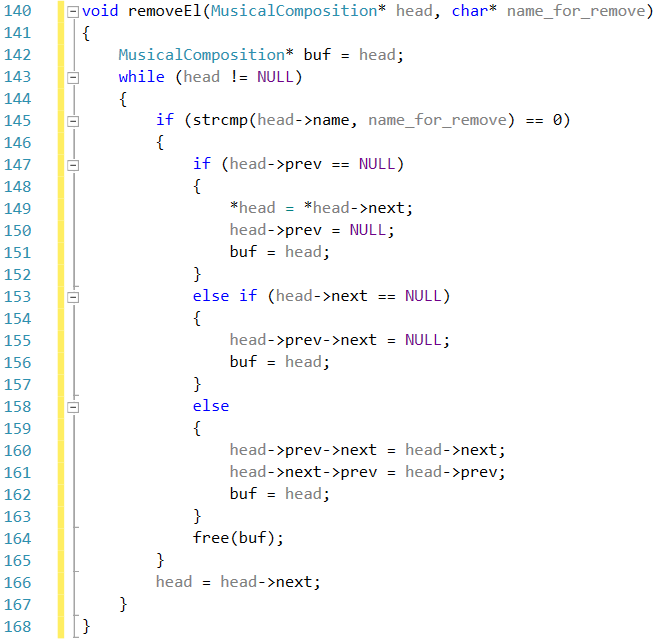 140 void removeEl(MusicalComposition* head, char* name_for_remove)
141 {
142     MusicalComposition* buf = head;
143     while (head != NULL)
144     {
145         if (strcmp(head->name, name_for_remove) == 0)
146         {
147             if (head->prev == NULL)
148             {
149                 *head = *head->next;
150                 head->prev = NULL;
151                 buf = head;
152             }
153             else if (head->next == NULL)
154             {
155                 head->prev->next = NULL;
156                 buf = head;
157             }
158             else
159             {
160                 head->prev->next = head->next;
161                 head->next->prev = head->prev;
162                 buf = head;
163             }
164             free(buf);
165         }
166         head = head->next;
167     }
168 }